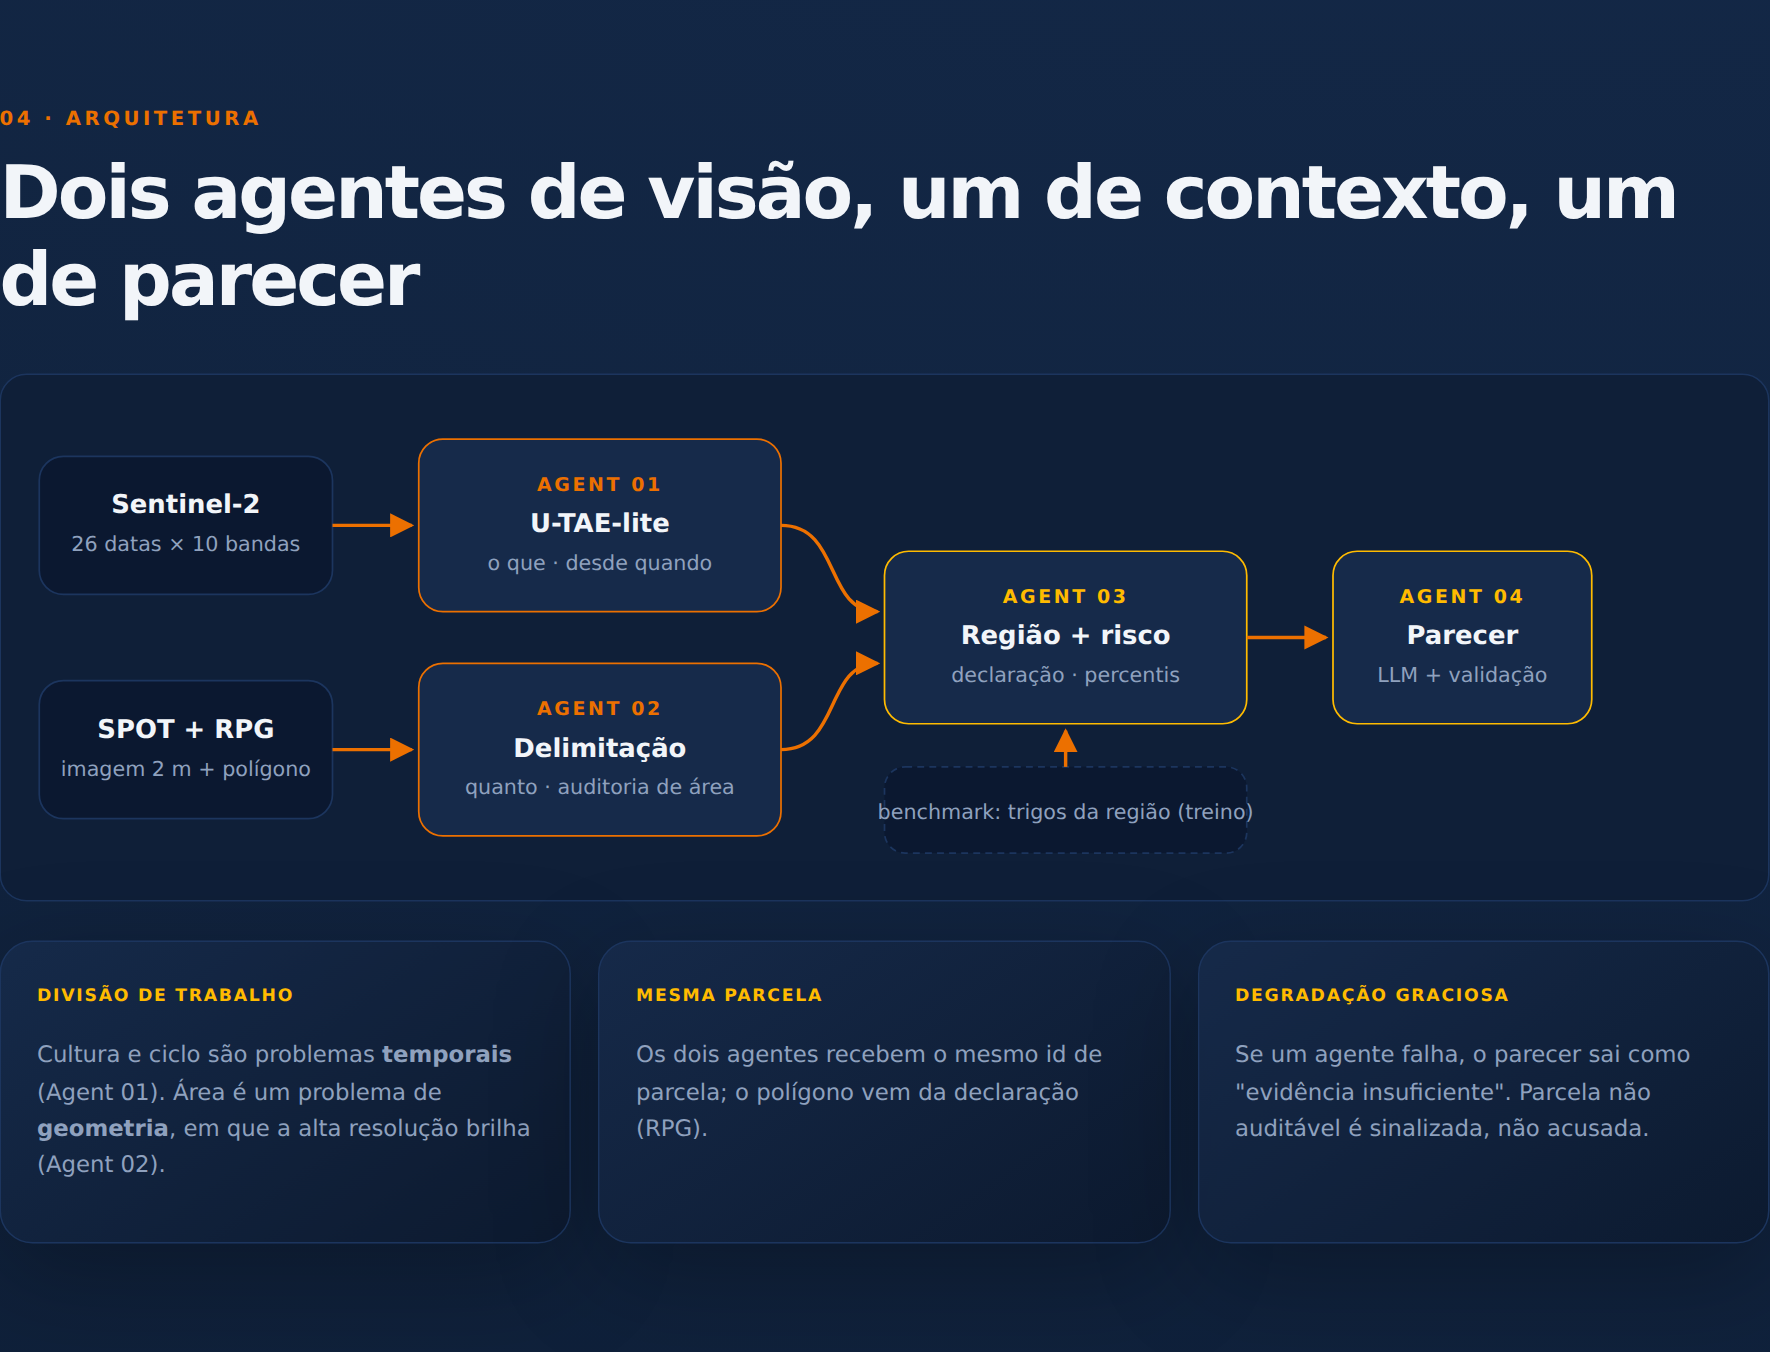 04 · ARQUITETURA
Dois agentes de visão, um de contexto, um
de parecer
Sentinel-2
26 datas × 10 bandas
AGENT 01
U-TAE-lite
o que · desde quando
SPOT + RPG
imagem 2 m + polígono
AGENT 02
Delimitação
quanto · auditoria de área
AGENT 03
Região + risco
declaração · percentis
AGENT 04
Parecer
LLM + validação
benchmark: trigos da região (treino)
DIVISÃO DE TRABALHO
Cultura e ciclo são problemas temporais
(Agent 01). Área é um problema de
geometria, em que a alta resolução brilha
(Agent 02).
MESMA PARCELA
Os dois agentes recebem o mesmo id de
parcela; o polígono vem da declaração
(RPG).
DEGRADAÇÃO GRACIOSA
Se um agente falha, o parecer sai como
"evidência insuficiente". Parcela não
auditável é sinalizada, não acusada.